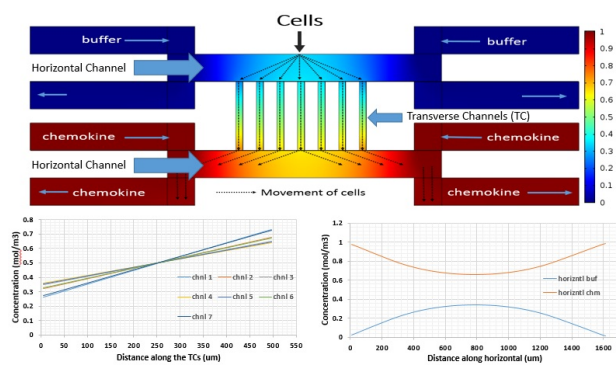 Cells
buffer
buffer
Horizontal Channel
Transverse Channels (TC)
chemokine
chemokine
Horizontal Channel
chemokine
Movement of cells
chemokine
1
0.9
0.8
0.7
0.6
0.5
0.4
0.3
0.2
0.1
0
Concentration (mol/m3)
0.8
0.7
0.6
0.5
0.4
0.3
0.2
0.1
0
chnl 1
chnl 2
chnl 3
chnl 4
chnl 5
chnl 6
chnl 7
0 50 100 150 200 250 300 350 400 450 500 550
Distance along the TCs (um)
Concentration (mol/m3)
1.2
1
0.8
0.6
0.4
0.2
0
horizntl buf
horizntl chm
0 200 400 600 800 1000 1200 1400 1600
Distance along horizontal (um)